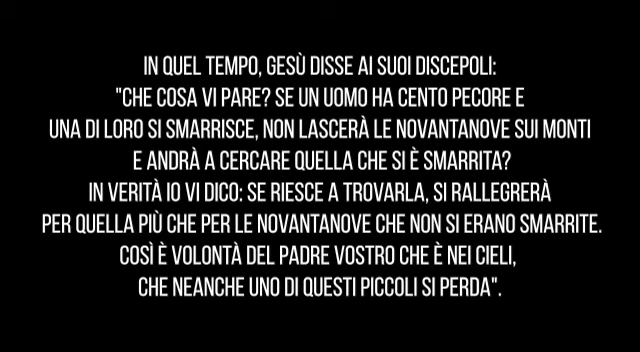 IN QUEL TEMPO, GESÙ DISSE AI SUOI DISCEPOLI:
"CHE COSA VI PARE? SE UN UOMO HA CENTO PECORE E
UNA DI LORO SI SMARRISCE, NON LASCERÀ LE NOVANTANOVE SUI MONTI
E ANDRÀ A CERCARE QUELLA CHE SI È SMARRITA?
IN VERITÀ IO VI DICO: SE RIESCE A TROVARLA, SI RALLEGRERÀ
PER QUELLA PIÙ CHE PER LE NOVANTANOVE CHE NON SI ERANO SMARRITE.
COSÌ È VOLONTÀ DEL PADRE VOSTRO CHE È NEI CIELI,
CHE NEANCHE UNO DI QUESTI PICCOLI SI PERDA".